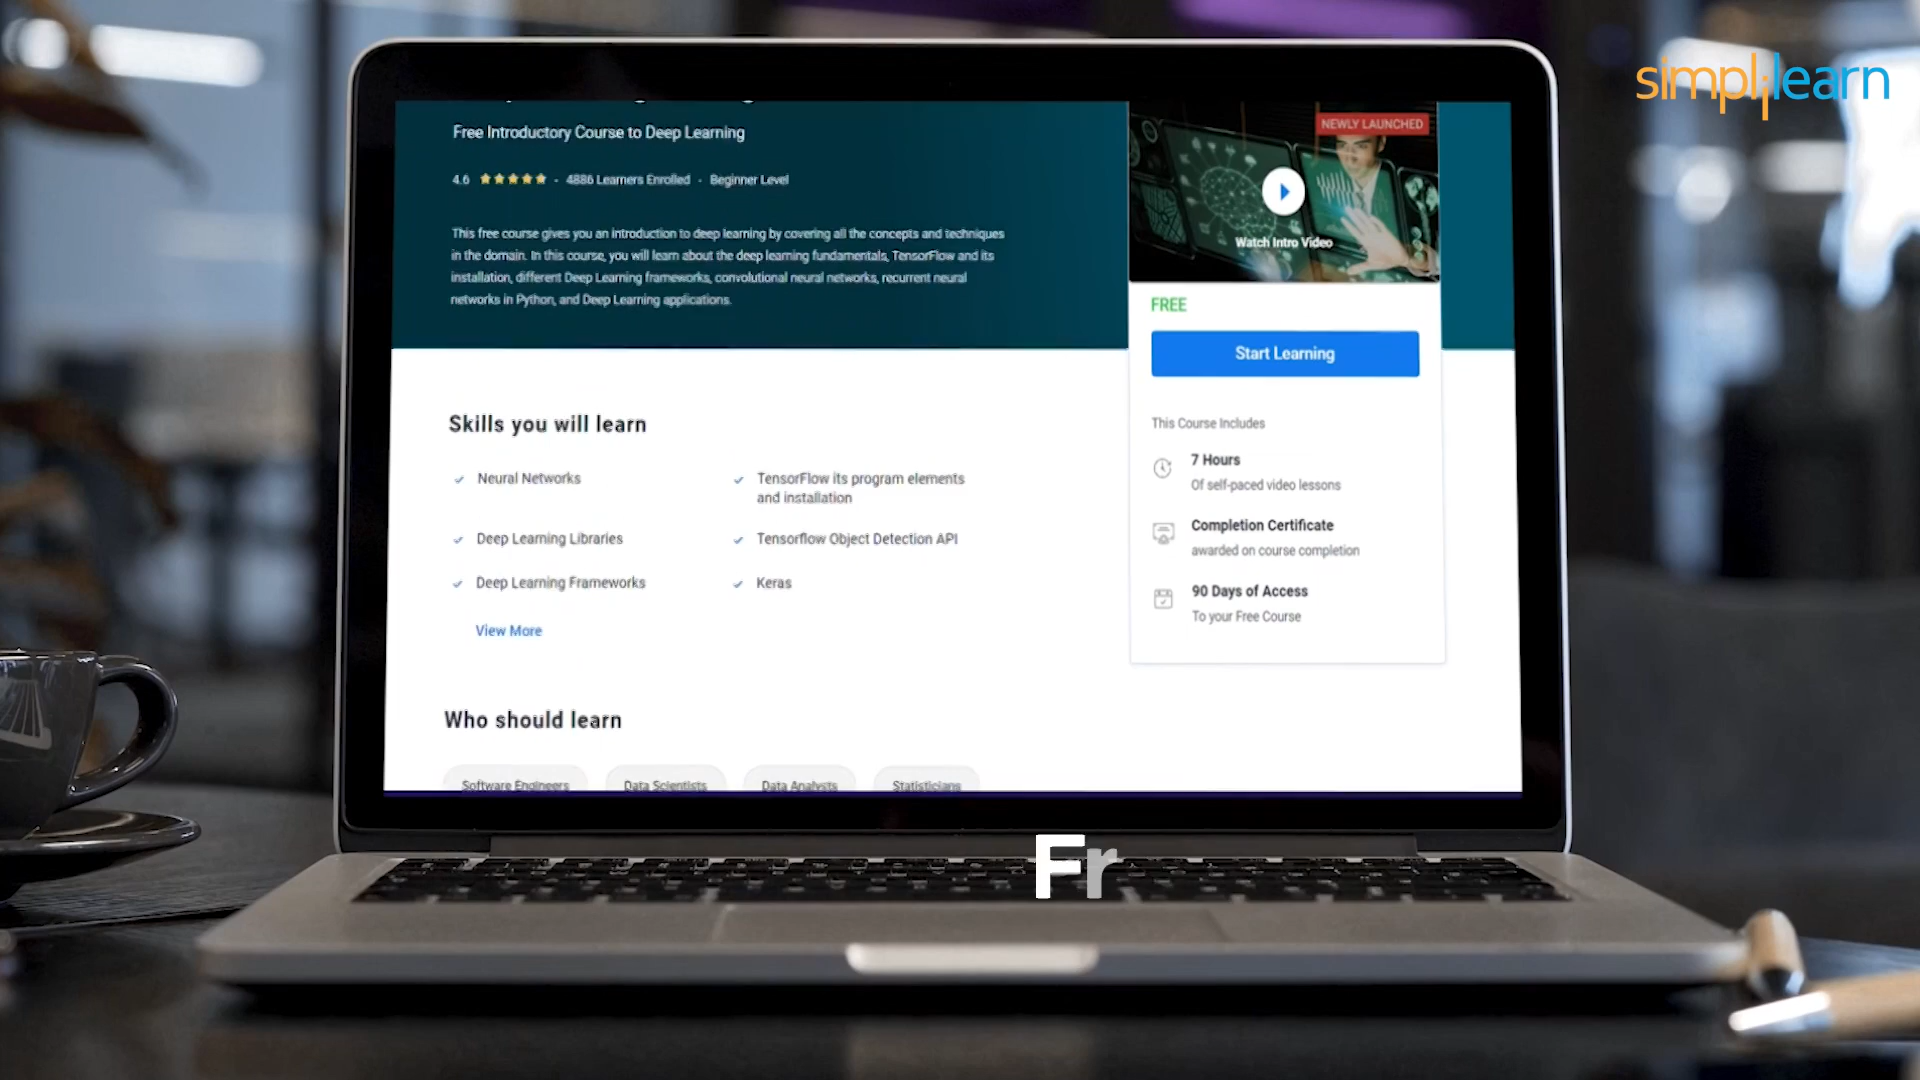 simplilearn
Free Introductory Course to Deep Learning
4.6 - 4886 Learners Enrolled - Beginner Level
This free course gives you an introduction to deep learning by covering all the concepts and techniques
in the domain. In this course, you will learn about the deep learning fundamentals, TensorFlow and its
installation, different Deep Learning frameworks, convolutional neural networks, recurrent neural
networks in Python, and Deep Learning applications.
NEWLY LAUNCHED
Watch Intro Video
FREE
Start Learning
This Course Includes
7 Hours
Of self-paced video lessons
Completion Certificate
awarded on course completion
90 Days of Access
To your Free Course
Skills you will learn
Neural Networks
TensorFlow its program elements
and installation
Deep Learning Libraries
Tensorflow Object Detection API
Deep Learning Frameworks
Keras
View More
Who should learn
Software Engineers
Data Scientists
Data Analysts
Statisticians
Fr